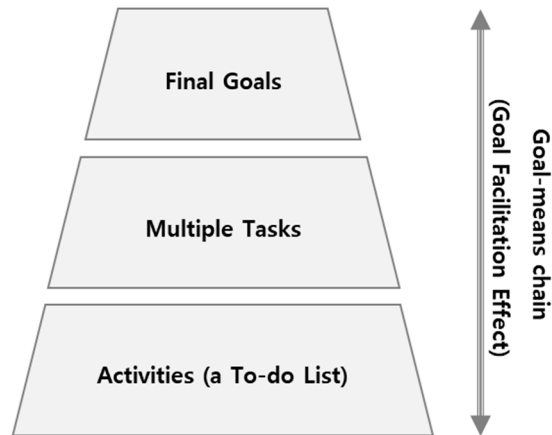 Final Goals
Multiple Tasks
Activities (a To-do List)
Goal-means chain
(Goal Facilitation Effect)